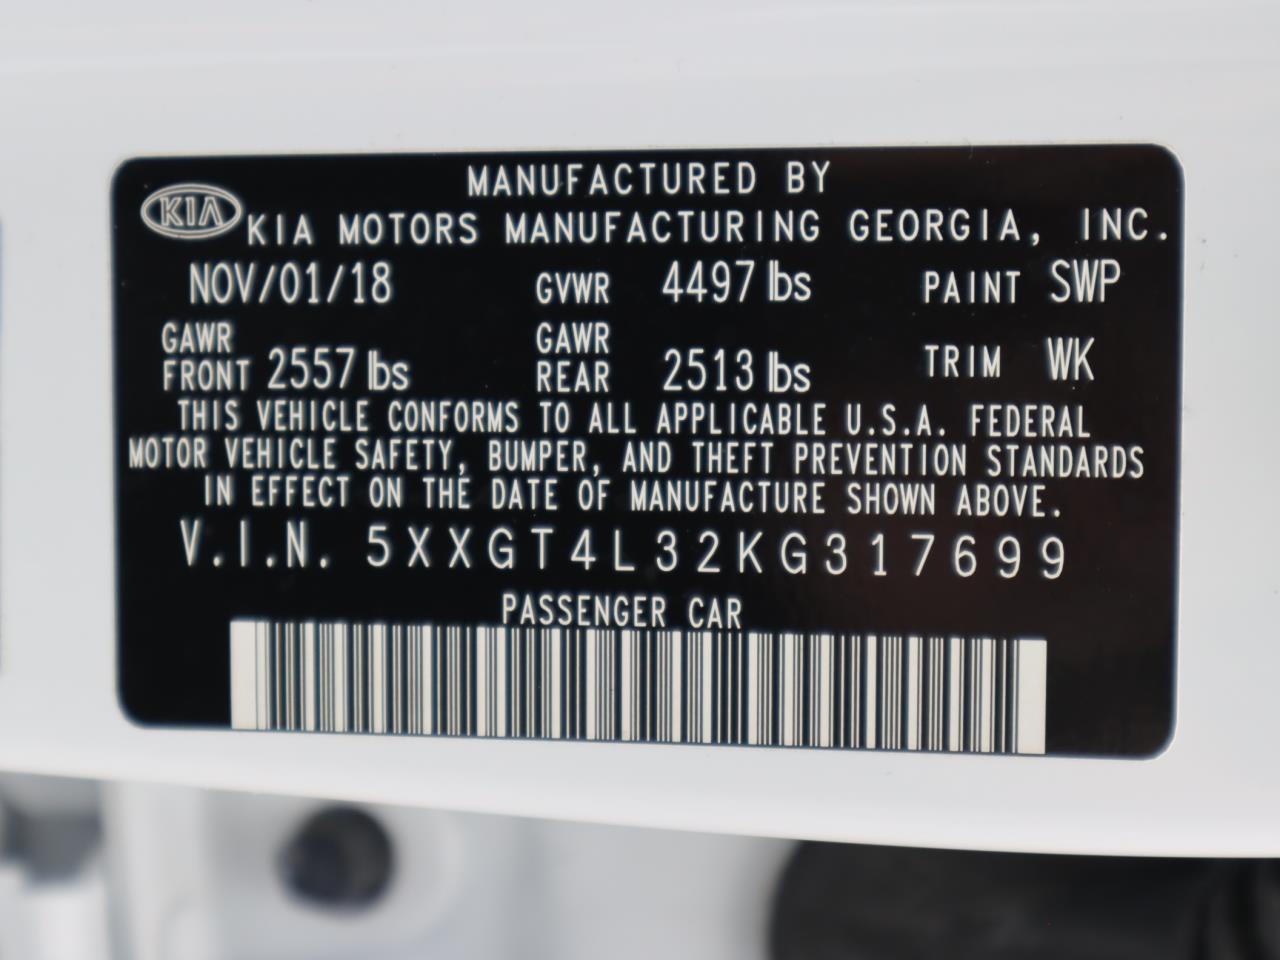 MANUFACTURED BY
KIA KIA MOTORS MANUFACTURING GEORGIA, INC.
NOV/01/18 GVWR 4497 lbs PAINT SWP
GAWR FRONT 2557 lbs GAWR REAR 2513 lbs TRIM WK
THIS VEHICLE CONFORMS TO ALL APPLICABLE U.S.A. FEDERAL
MOTOR VEHICLE SAFETY, BUMPER, AND THEFT PREVENTION STANDARDS
IN EFFECT ON THE DATE OF MANUFACTURE SHOWN ABOVE.
V.I.N. 5XXGT4L32KG317699
PASSENGER CAR